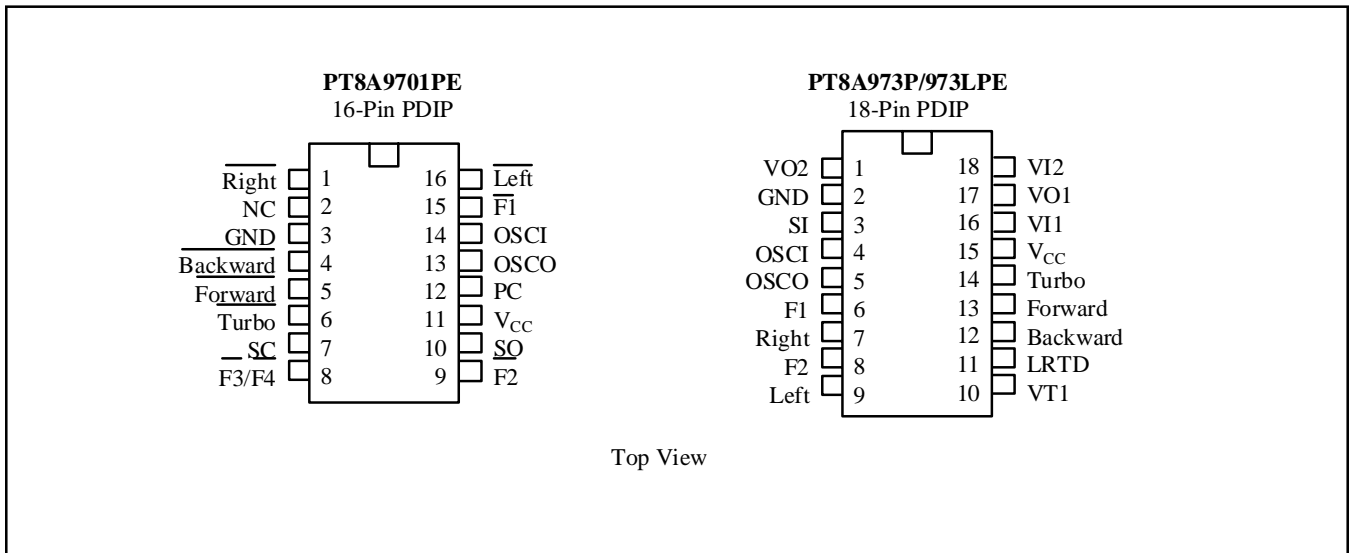 PT8A9701PE
16-Pin PDIP
Right 1 16 Left
NC 2 15 F1
GND 3 14 OSCI
Backward 4 13 OSCO
Forward 5 12 PC
Turbo 6 11 VCC
SC 7 10 SO
F3/F4 8 9 F2
PT8A973P/973LPE
18-Pin PDIP
VO2 1 18 VI2
GND 2 17 VO1
SI 3 16 VI1
OSCI 4 15 VCC
OSCO 5 14 Turbo
F1 6 13 Forward
Right 7 12 Backward
F2 8 11 LRTD
Left 9 10 VT1
Top View